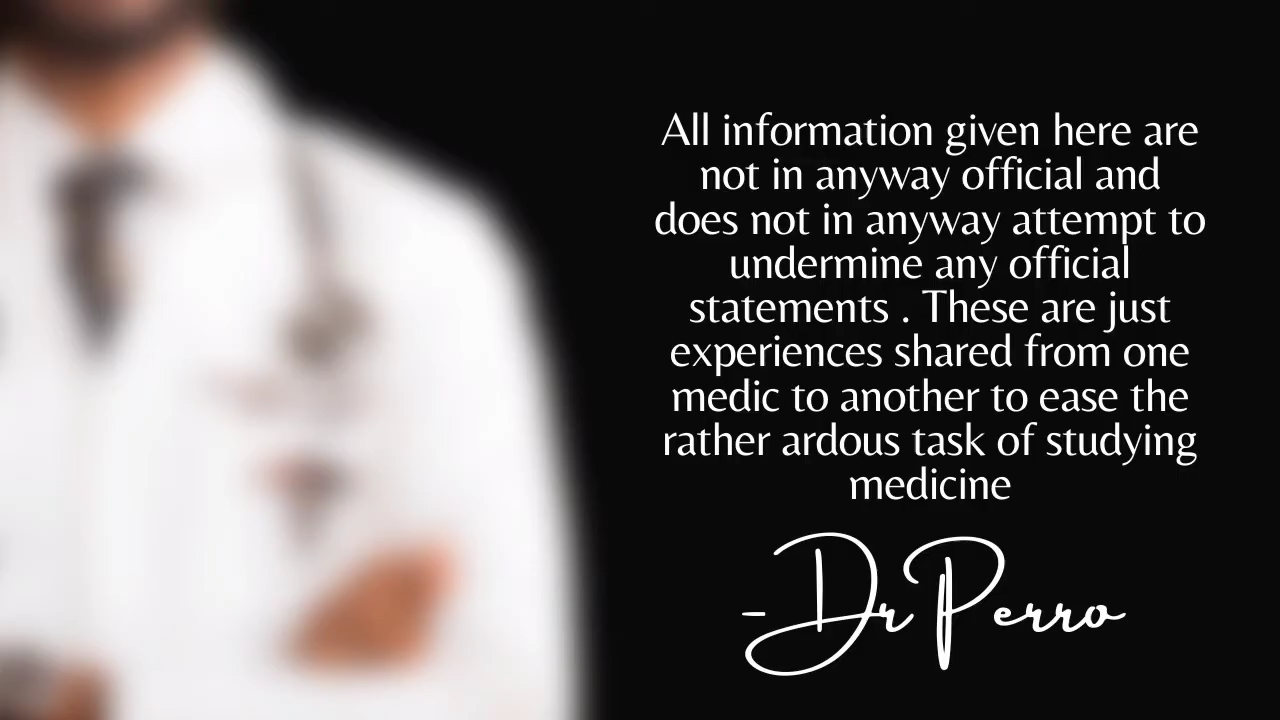 All information given here are
not in anyway official and
does not in anyway attempt to
undermine any official
statements . These are just
experiences shared from one
medic to another to ease the
rather ardous task of studying
medicine
-Dr Perro